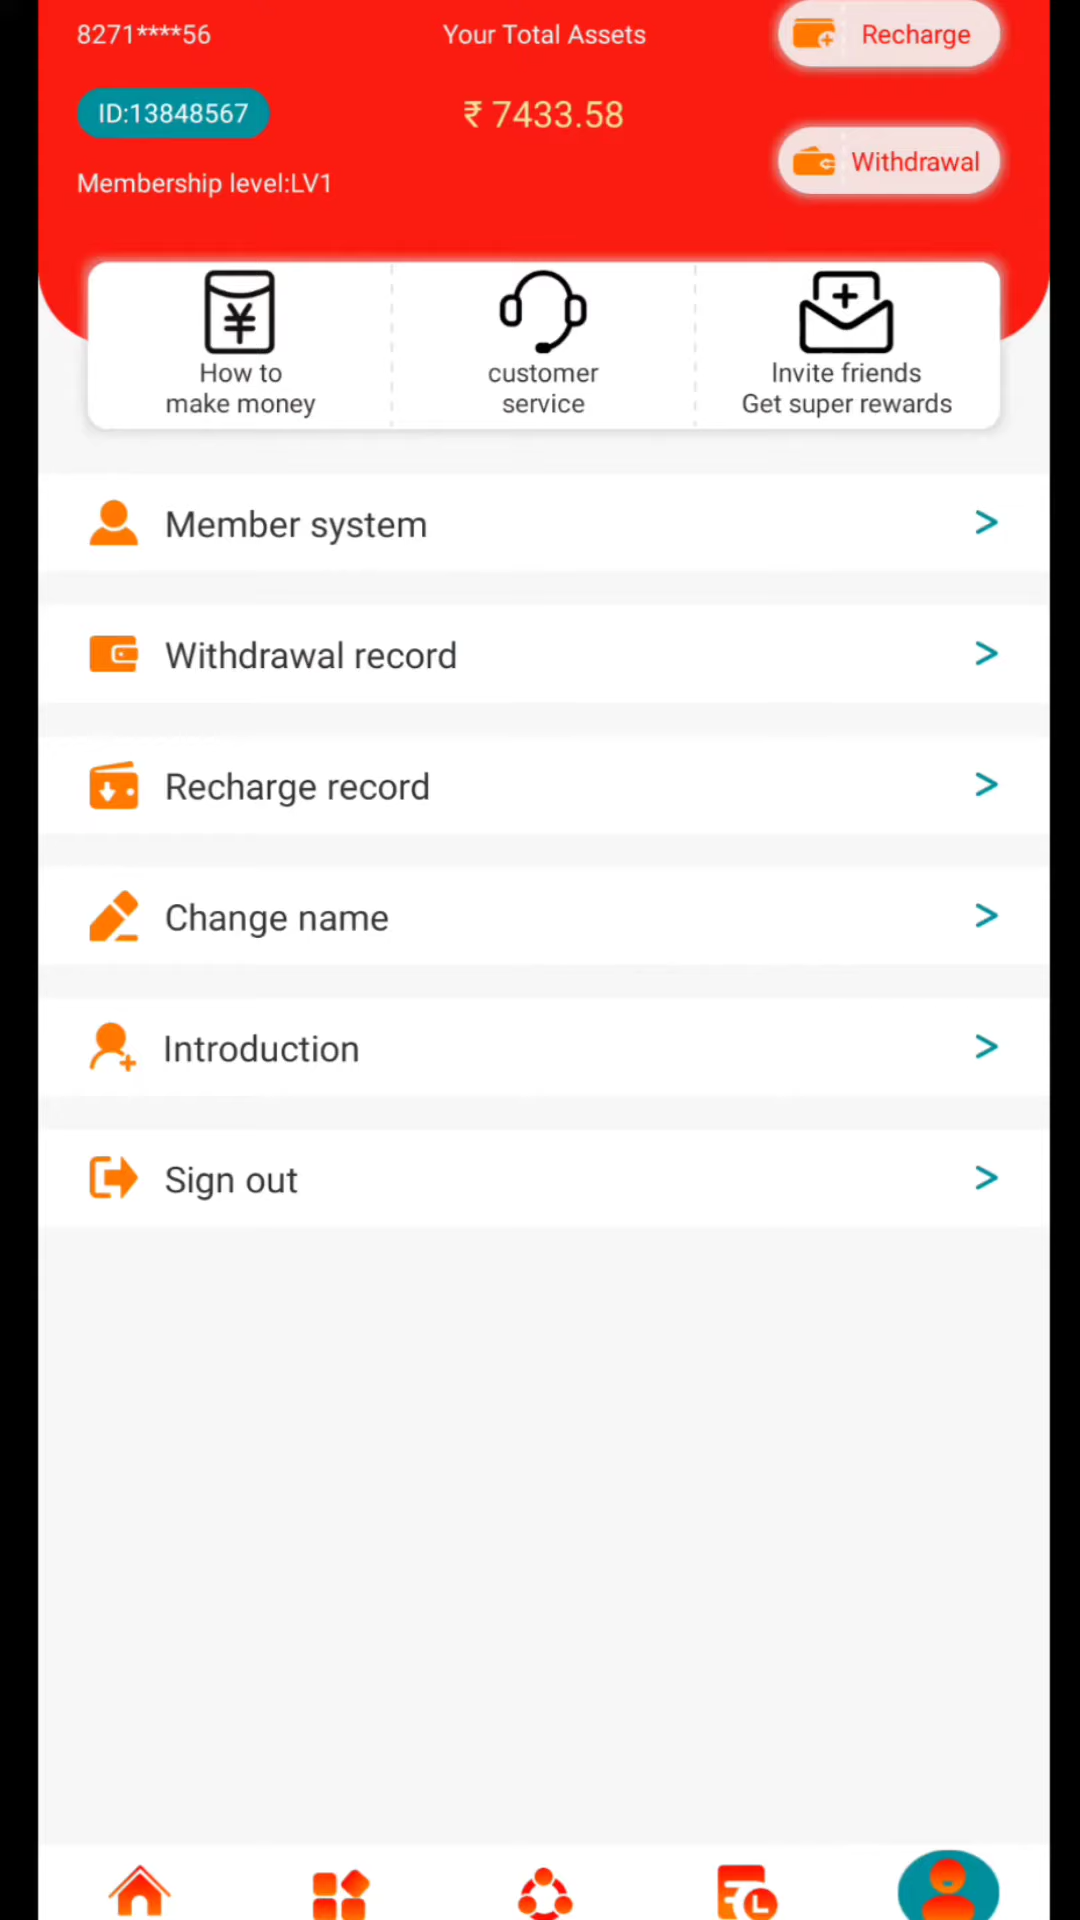 8271****56
Your Total Assets
Recharge
ID:13848567
₹ 7433.58
Withdrawal
Membership level:LV1
How to
make money
customer
service
Invite friends
Get super rewards
Member system
Withdrawal record
Recharge record
Change name
Introduction
Sign out